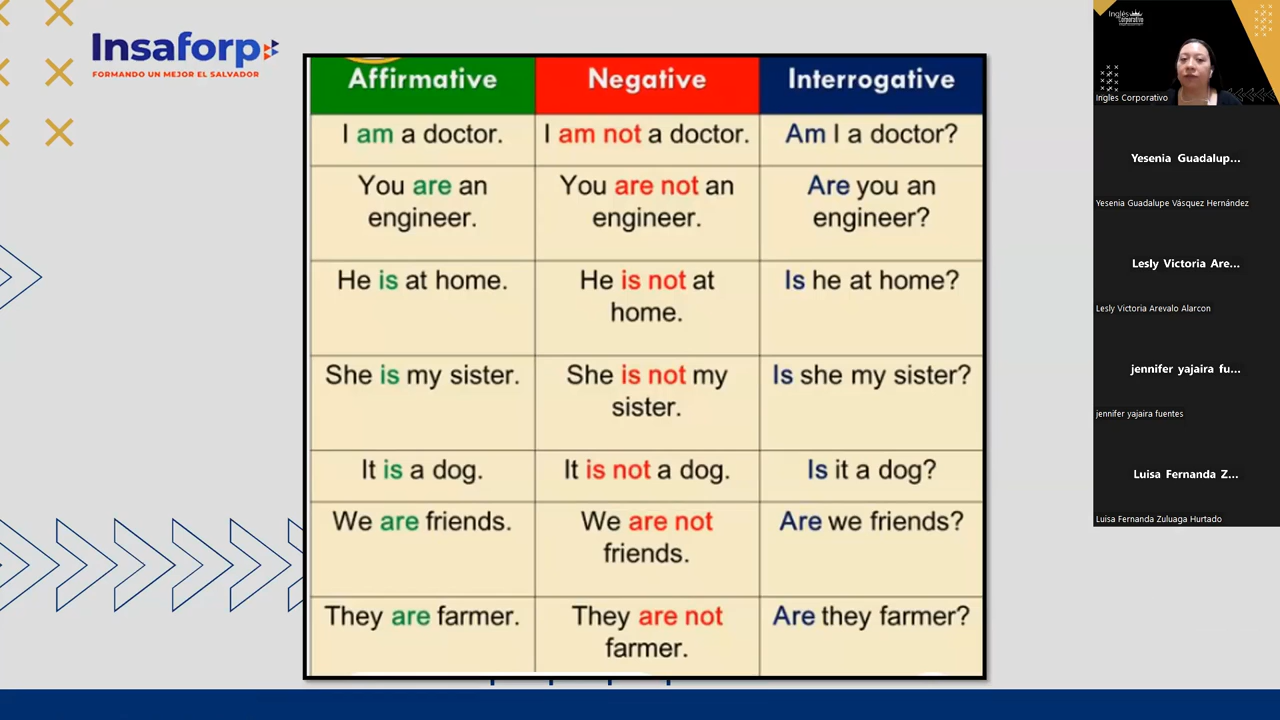 Insaforp
FORMANDO UN MEJOR EL SALVADOR
Affirmative
Negative
Interrogative
I am a doctor.
I am not a doctor.
Am I a doctor?
You are an
engineer.
You are not an
engineer.
Are you an
engineer?
He is at home.
He is not at
home.
Is he at home?
She is my sister.
She is not my
sister.
Is she my sister?
It is a dog.
It is not a dog.
Is it a dog?
We are friends.
We are not
friends.
Are we friends?
They are farmer.
They are not
farmer.
Are they farmer?
Inglés
Corporativo
Ingles Corporativo
Yesenia Guadalup...
Yesenia Guadalupe Vásquez Hernández
Lesly Victoria Are...
Lesly Victoria Arevalo Alarcon
jennifer yajaira fu...
jennifer yajaira fuentes
Luisa Fernanda Z...
Luisa Fernanda Zuluaga Hurtado